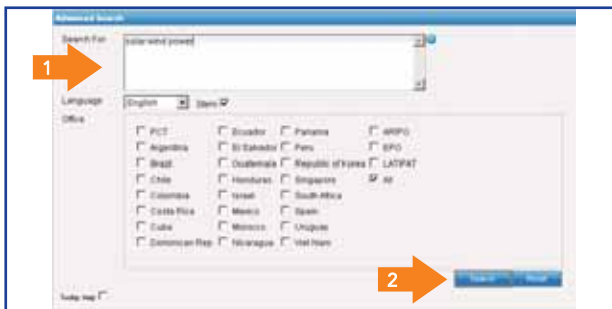 Advanced Search
Search For
solar wind power
1
Language English Stem
Office
PCT Ecuador Panama ARIPO
Argentina El Salvador Peru EPO
Brazil Guatemala Republic of Korea LATIPAT
Chile Honduras Singapore All
Colombia Israel South Africa
Costa Rica Mexico Spain
Cuba Morocco Uruguay
Dominican Rep Nicaragua Viet Nam
2
Search Reset